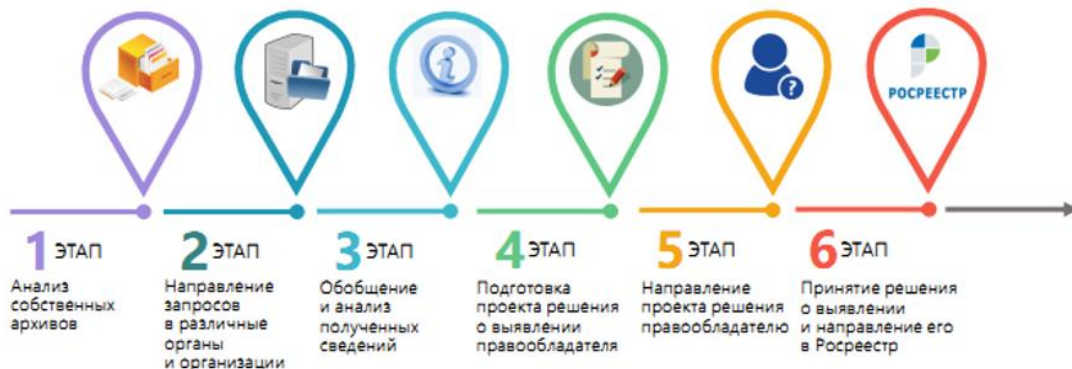 РОСРЕЕСТР
1 ЭТАП
Анализ
собственных
архивов
2 ЭТАП
Направление
запросов
в различные
органы
и организации
3 ЭТАП
Обобщение
и анализ
полученных
сведений
4 ЭТАП
Подготовка
проекта решения
о выявлении
правообладателя
5 ЭТАП
Направление
проекта решения
правообладателю
6 ЭТАП
Принятие решения
о выявлении
и направление его
в Росреестр